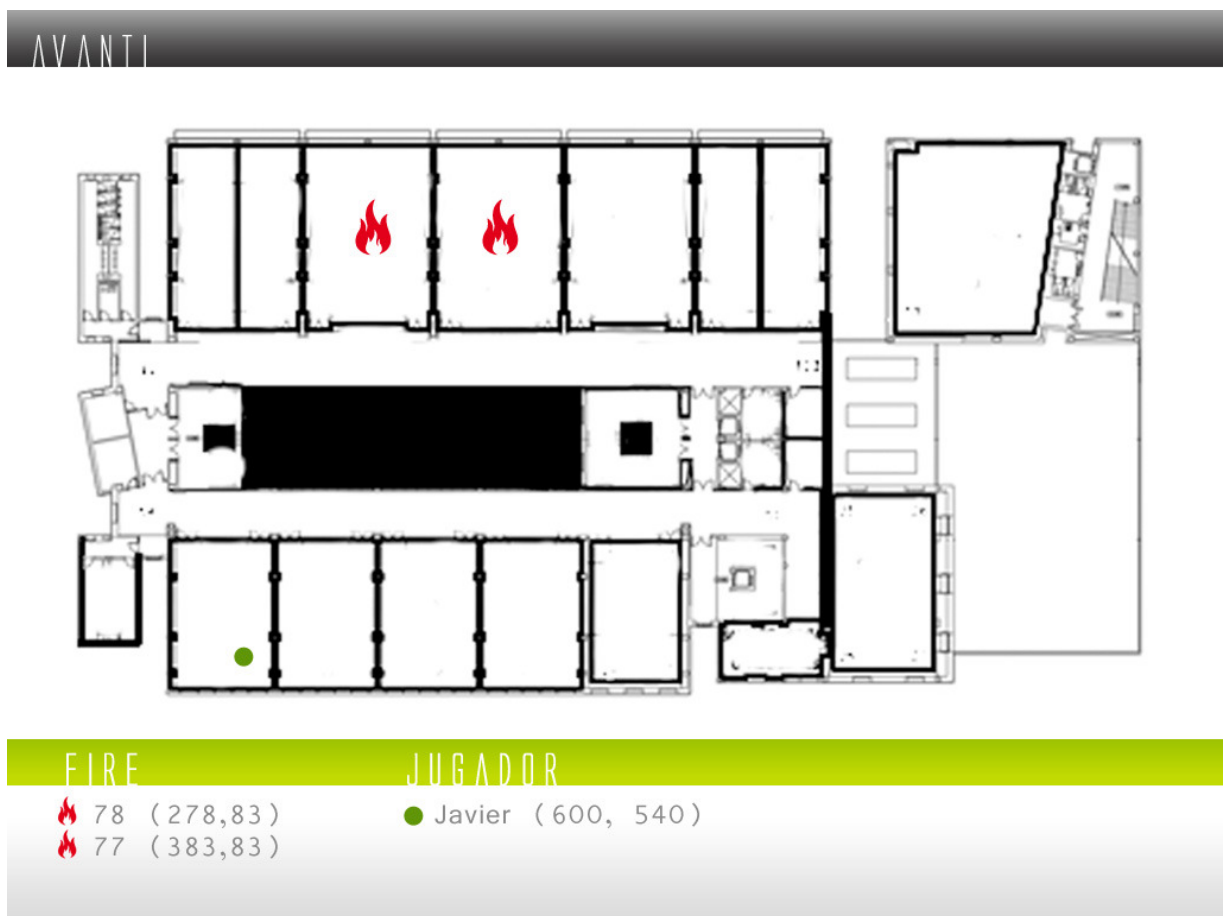 AVANTI
FIRE
78 (278,83)
77 (383,83)
JUGADOR
Javier (600, 540)